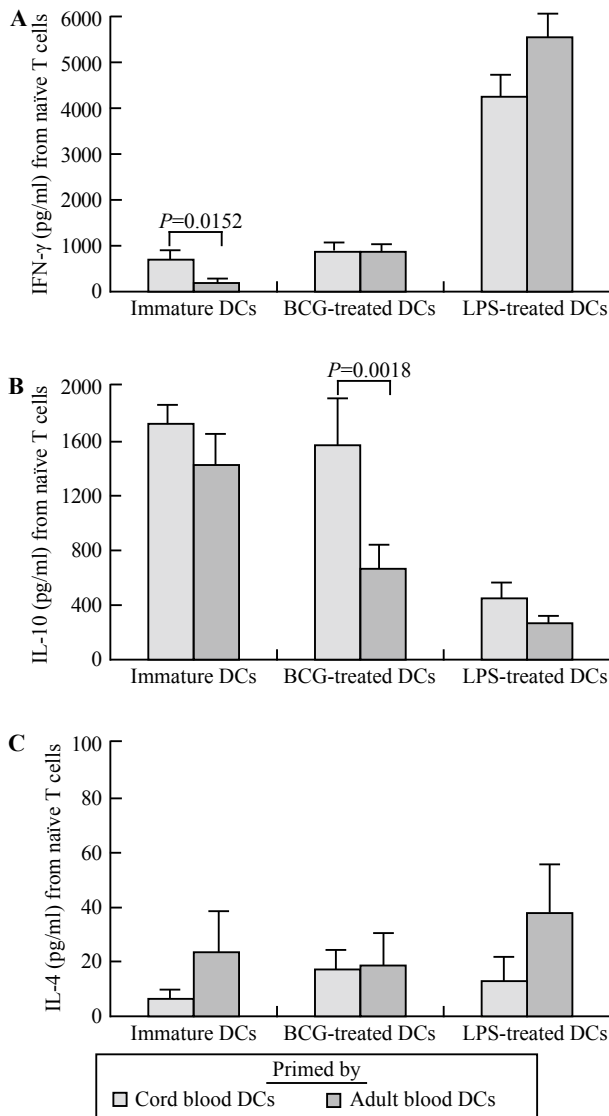 A
IFN-γ (pg/ml) from naïve T cells
6000
5000
4000
3000
2000
1000
0
P=0.0152
Immature DCs
BCG-treated DCs
LPS-treated DCs
B
IL-10 (pg/ml) from naïve T cells
2000
1600
1200
800
400
0
P=0.0018
Immature DCs
BCG-treated DCs
LPS-treated DCs
C
IL-4 (pg/ml) from naïve T cells
100
80
60
40
20
0
Immature DCs
BCG-treated DCs
LPS-treated DCs
Primed by
Cord blood DCs
Adult blood DCs